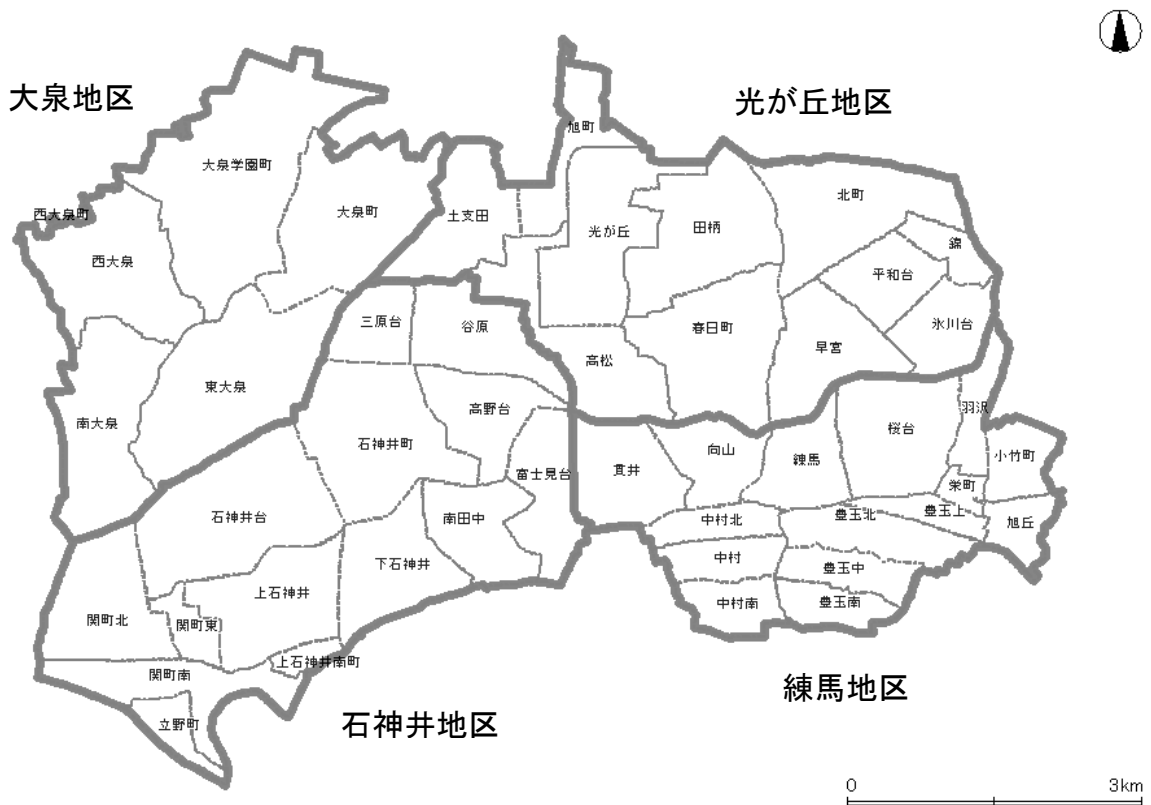 大泉地区
光が丘地区
旭町
大泉学園町
北町
西大泉町
大泉町
土支田
光が丘
田柄
錦
西大泉
平和台
三原台
谷原
春日町
氷川台
早宮
高松
東大泉
南大泉
高野台
羽沢
石神井町
桜台
向山
練馬
小竹町
貫井
富士見台
栄町
石神井台
南田中
中村北
豊玉北
豊玉上
旭丘
下石神井
中村
豊玉中
上石神井
中村南
豊玉南
関町北
関町東
上石神井南町
関町南
練馬地区
立野町
石神井地区
0 3km